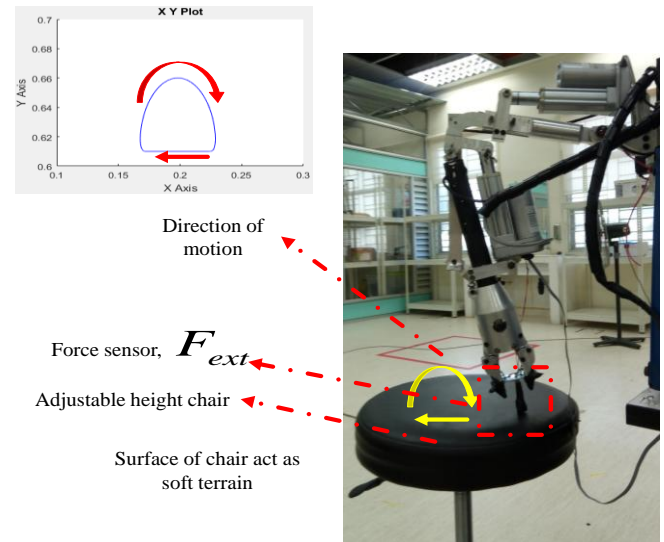 X Y Plot
0.7
0.68
0.66
0.64
0.62
0.6
Y Axis
0.1
0.15
0.2
0.25
0.3
X Axis
Direction of
motion
Force sensor, F_ext
Adjustable height chair
Surface of chair act as
soft terrain